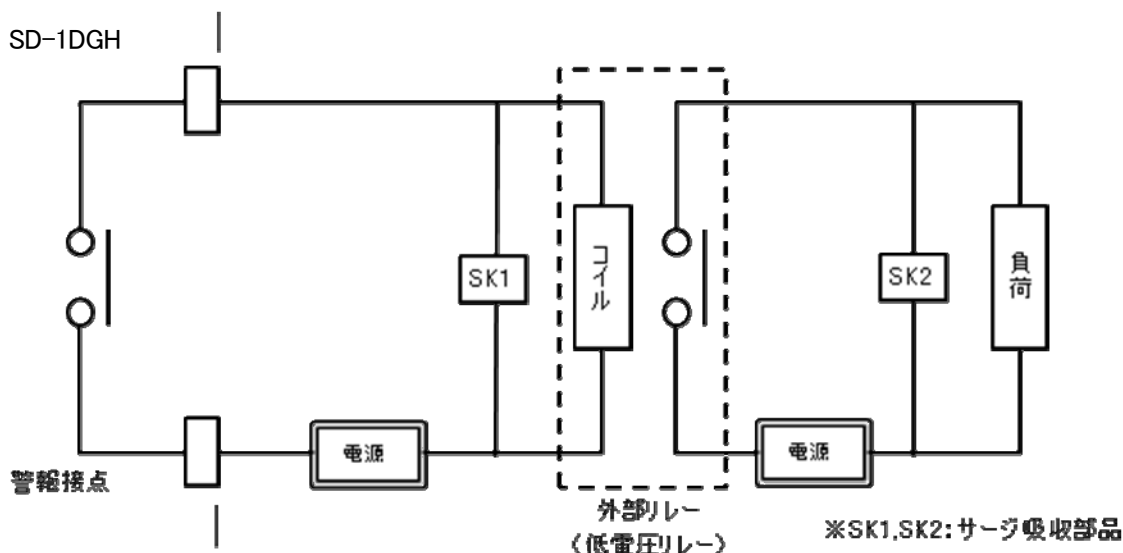 SD-1DGH
SK1
コイル
SK2
負荷
電源
電源
警報接点
外部リレー
(低電圧リレー)
※SK1,SK2:サージ吸収部品